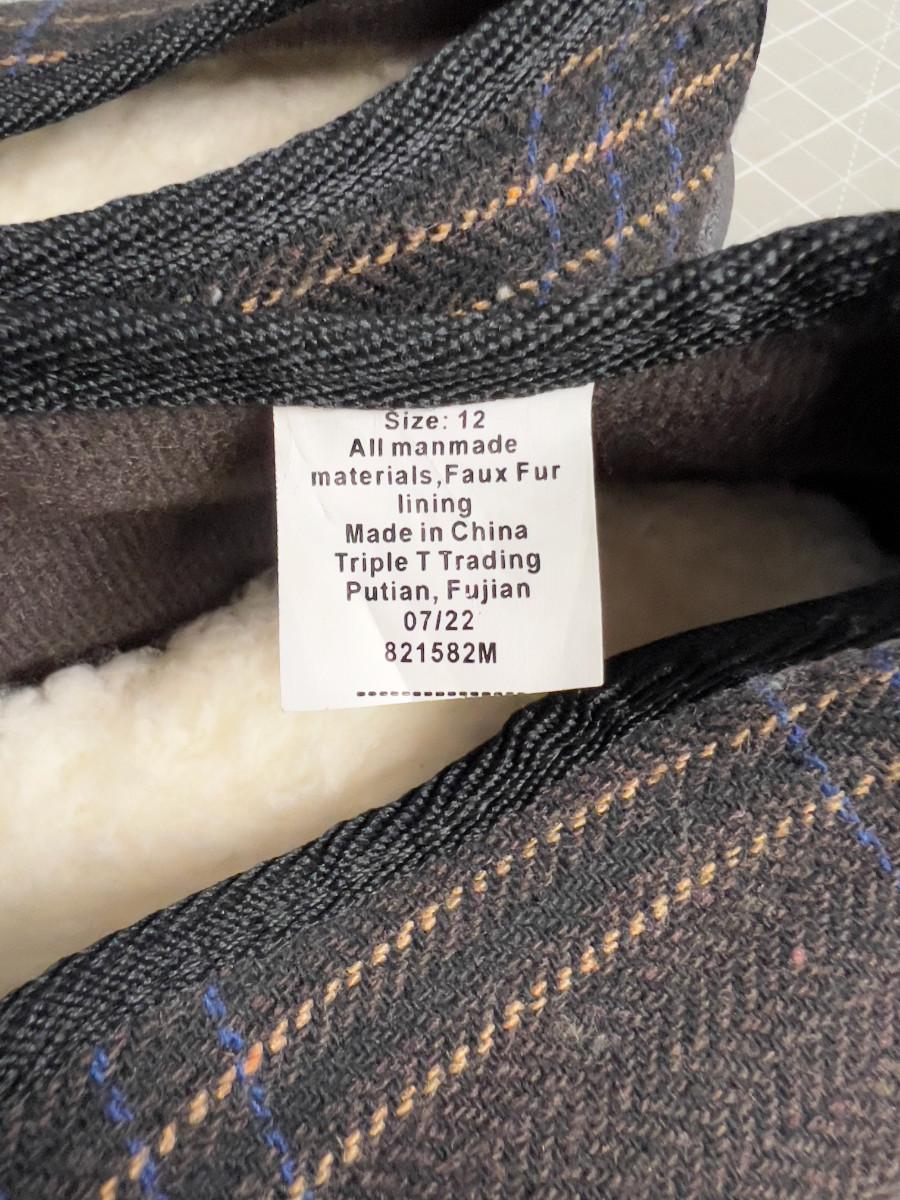 Size: 12
All manmade
materials,Faux Fur
lining
Made in China
Triple T Trading
Putian, Fujian
07/22
821582M